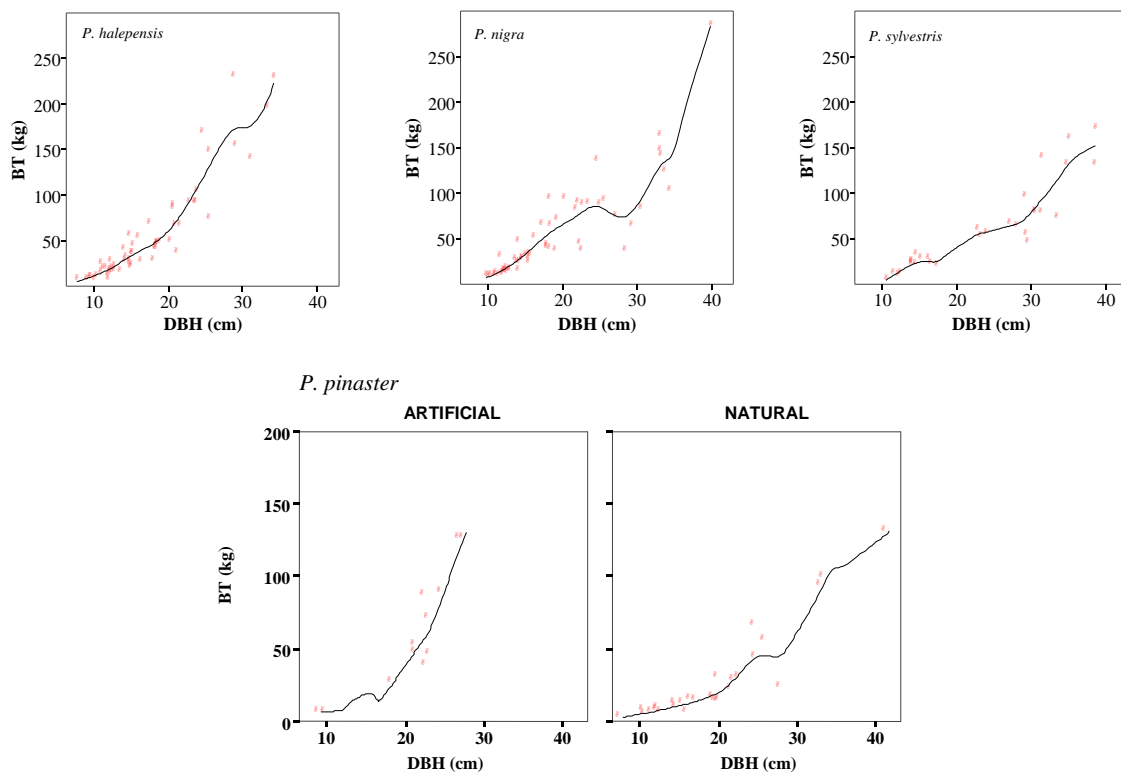 P. halepensis
250
200
150
100
50
BT (kg)
10 20 30 40
DBH (cm)
P. nigra
250
200
150
100
50
BT (kg)
10 20 30 40
DBH (cm)
P. sylvestris
250
200
150
100
50
BT (kg)
10 20 30 40
DBH (cm)
P. pinaster
ARTIFICIAL
NATURAL
200
150
100
50
0
BT (kg)
10 20 30 40
DBH (cm)
10 20 30 40
DBH (cm)